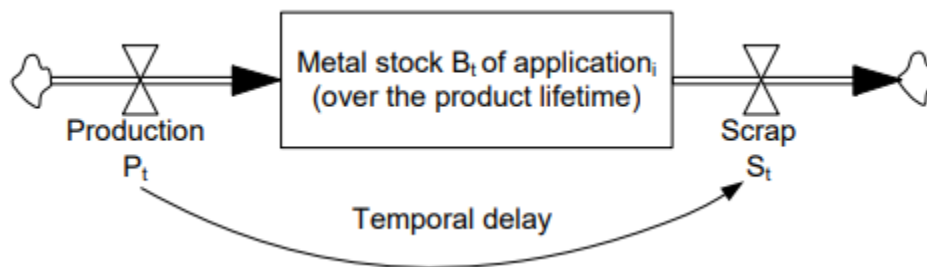 Metal stock Bₜ of applicationᵢ
(over the product lifetime)
Production
Pₜ
Scrap
Sₜ
Temporal delay